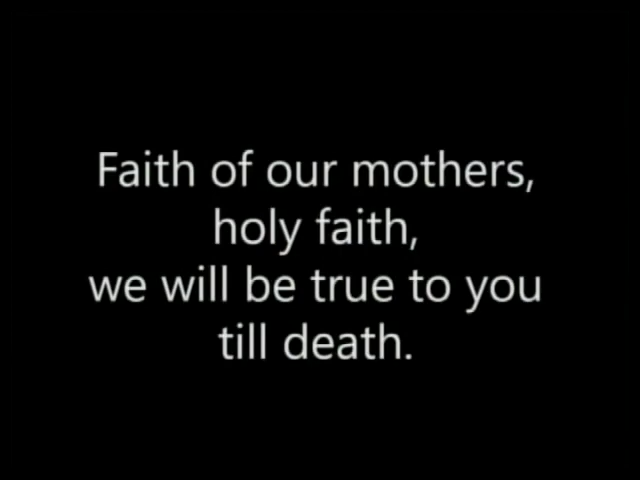 Faith of our mothers,
holy faith,
we will be true to you
till death.